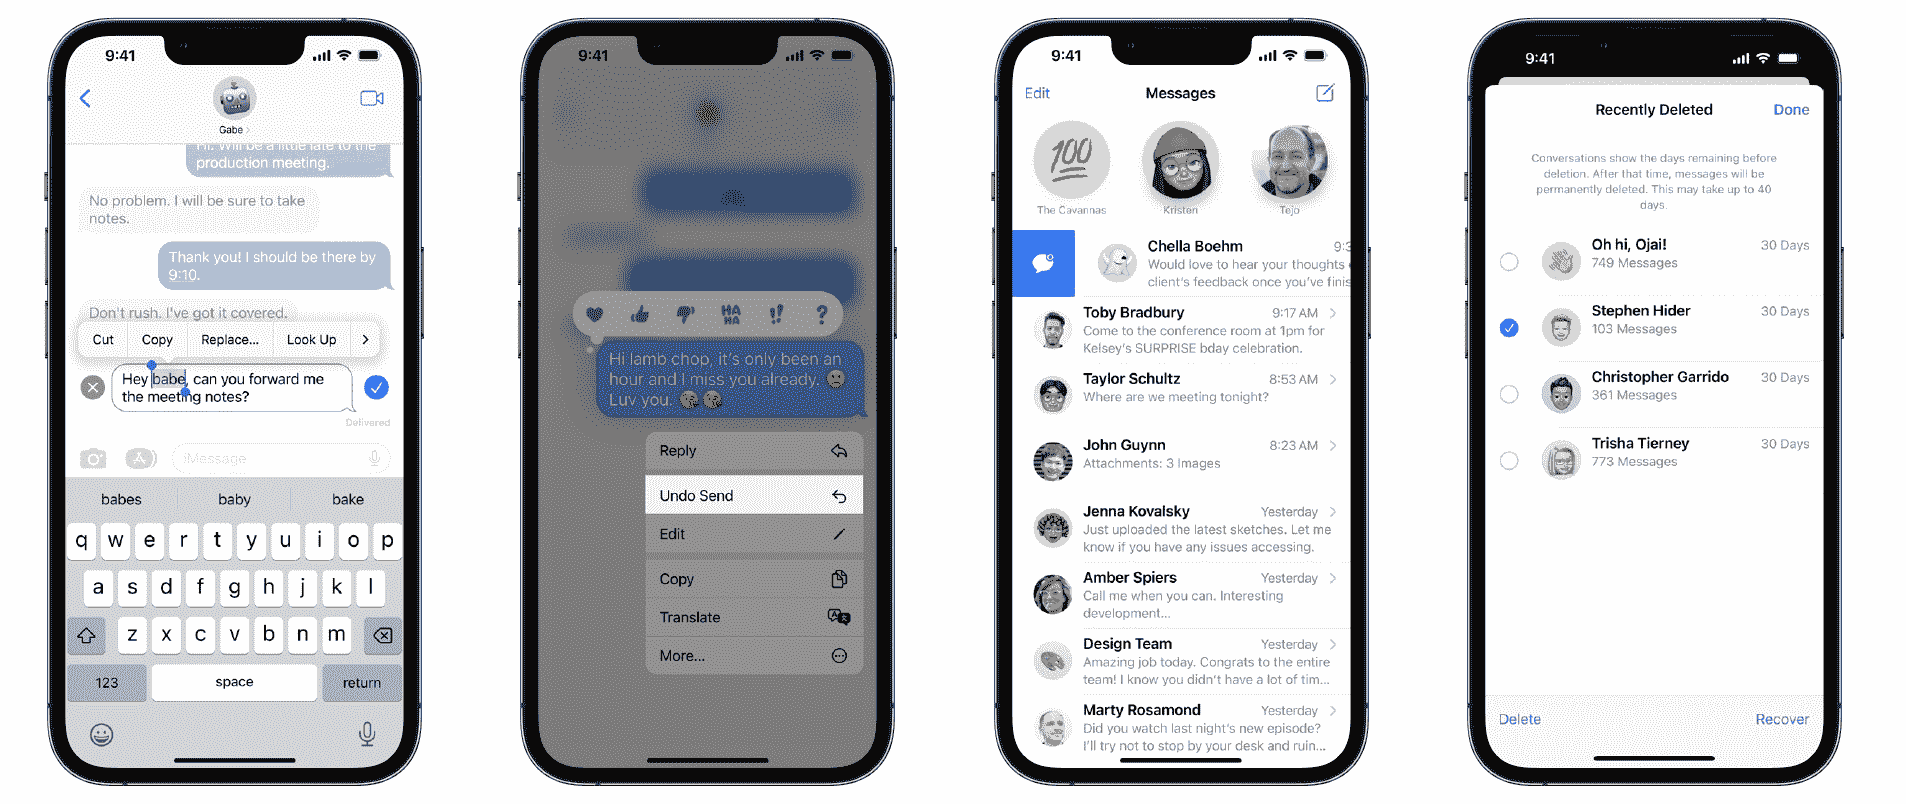 9:41
Gabe
Hi. Will be a little late to the
production meeting.
No problem. I will be sure to take
notes.
Thank you! I should be there by
9:10.
Don't rush. I've got it covered.
Cut Copy Replace... Look Up
Hey babe, can you forward me
the meeting notes?
Delivered
iMessage
babes baby bake
q w e r t y u i o p
a s d f g h j k l
z x c v b n m
123 space return
9:41
HA
HA
!! ?
Hi lamb chop, it's only been an
hour and I miss you already.
Luv you.
Reply
Undo Send
Edit
Copy
Translate
More...
9:41
Edit Messages
100
The Cavannas Kristen Tejo
Chella Boehm 9:3
Would love to hear your thoughts
client's feedback once you've finis
Toby Bradbury 9:17 AM
Come to the conference room at 1pm for
Kelsey's SURPRISE bday celebration.
Taylor Schultz 8:53 AM
Where are we meeting tonight?
John Guynn 8:23 AM
Attachments: 3 Images
Jenna Kovalsky Yesterday
Just uploaded the latest sketches. Let me
know if you have any issues accessing.
Amber Spiers Yesterday
Call me when you can. Interesting
development...
Design Team Yesterday
Amazing job today. Congrats to the entire
team! I know you didn't have a lot of tim...
Marty Rosamond Yesterday
Did you watch last night's new episode?
I'll try not to stop by your desk and ruin...
9:41
Recently Deleted Done
Conversations show the days remaining before
deletion. After that time, messages will be
permanently deleted. This may take up to 40
days.
Oh hi, Ojai! 30 Days
749 Messages
Stephen Hider 30 Days
103 Messages
Christopher Garrido 30 Days
361 Messages
Trisha Tierney 30 Days
773 Messages
Delete Recover